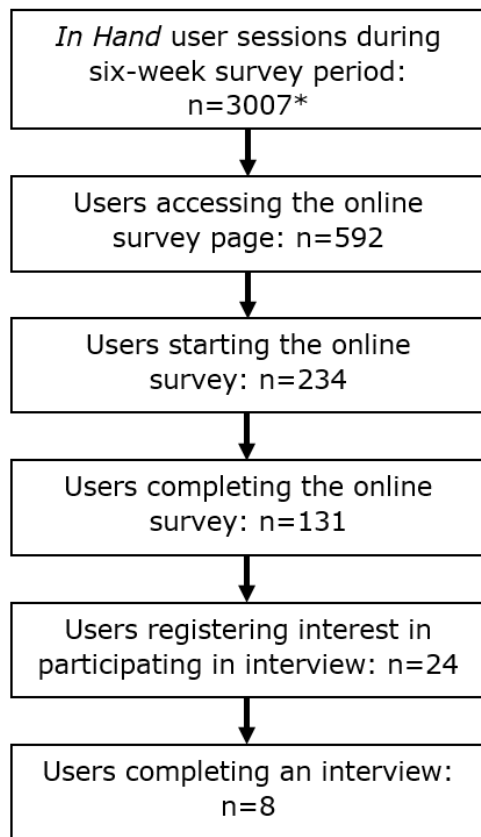 In Hand user sessions during
six-week survey period:
n=3007*
Users accessing the online
survey page: n=592
Users starting the online
survey: n=234
Users completing the online
survey: n=131
Users registering interest in
participating in interview: n=24
Users completing an interview:
n=8